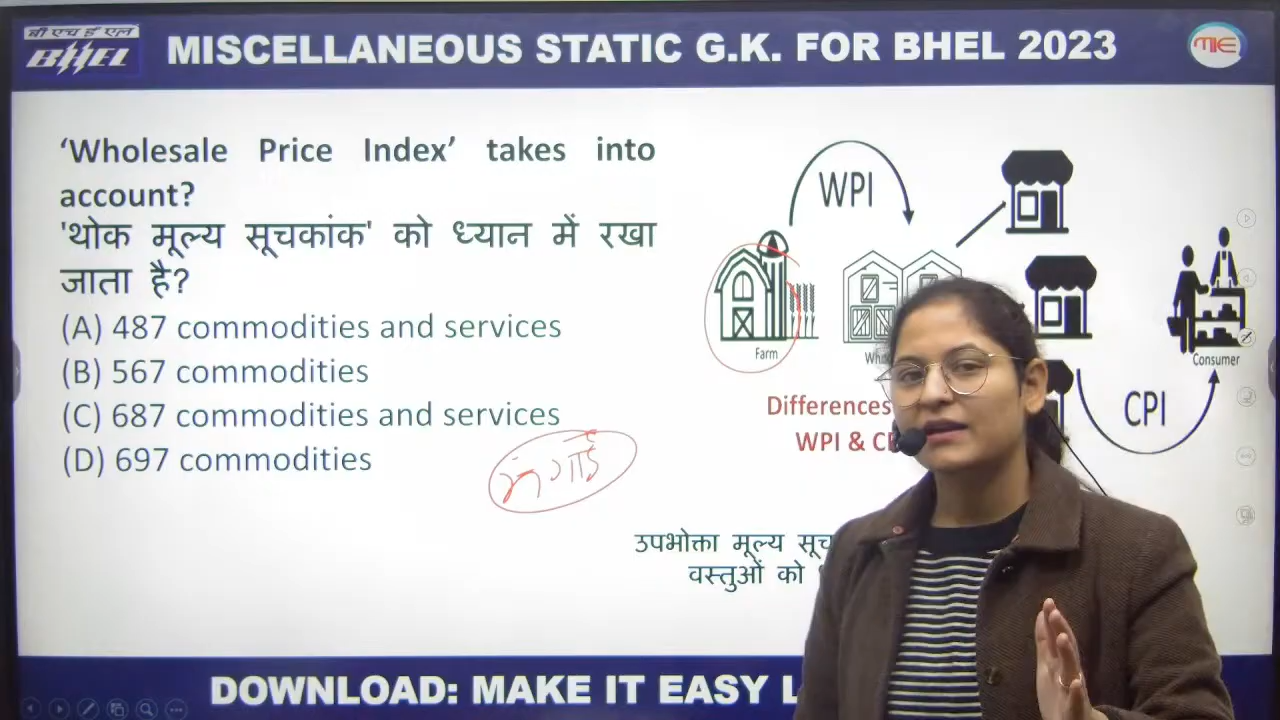 बी एच ई एल
BHEL
MISCELLANEOUS STATIC G.K. FOR BHEL 2023
MIE
‘Wholesale Price Index’ takes into
account?
'थोक मूल्य सूचकांक' को ध्यान में रखा
जाता है?
(A) 487 commodities and services
(B) 567 commodities
(C) 687 commodities and services
(D) 697 commodities
WPI
Farm
Consumer
CPI
Differences
WPI &
उपभोक्ता मूल्य
वस्तुओं को
DOWNLOAD: MAKE IT EASY